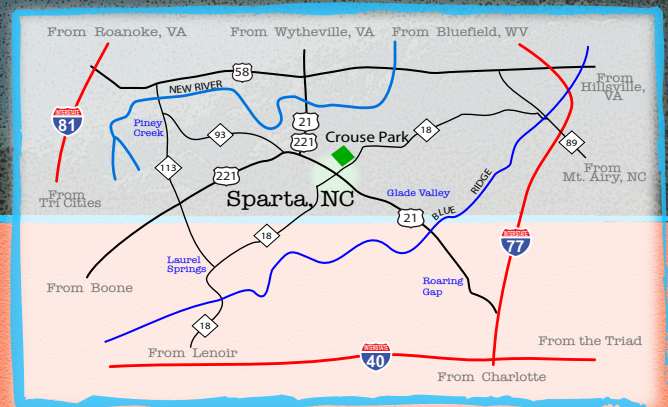 From Roanoke, VA
From Wytheville, VA
From Bluefield, WV
58
NEW RIVER
From
Hillsville,
VA
INTERSTATE
81
Piney
Creek
21
221
93
Crouse Park
18
89
113
221
From
Mt. Airy, NC
From
Tri Cities
Sparta, NC
Glade Valley
BLUE RIDGE
21
18
INTERSTATE
77
Laurel
Springs
From Boone
Roaring
Gap
18
From Lenoir
INTERSTATE
40
From the Triad
From Charlotte